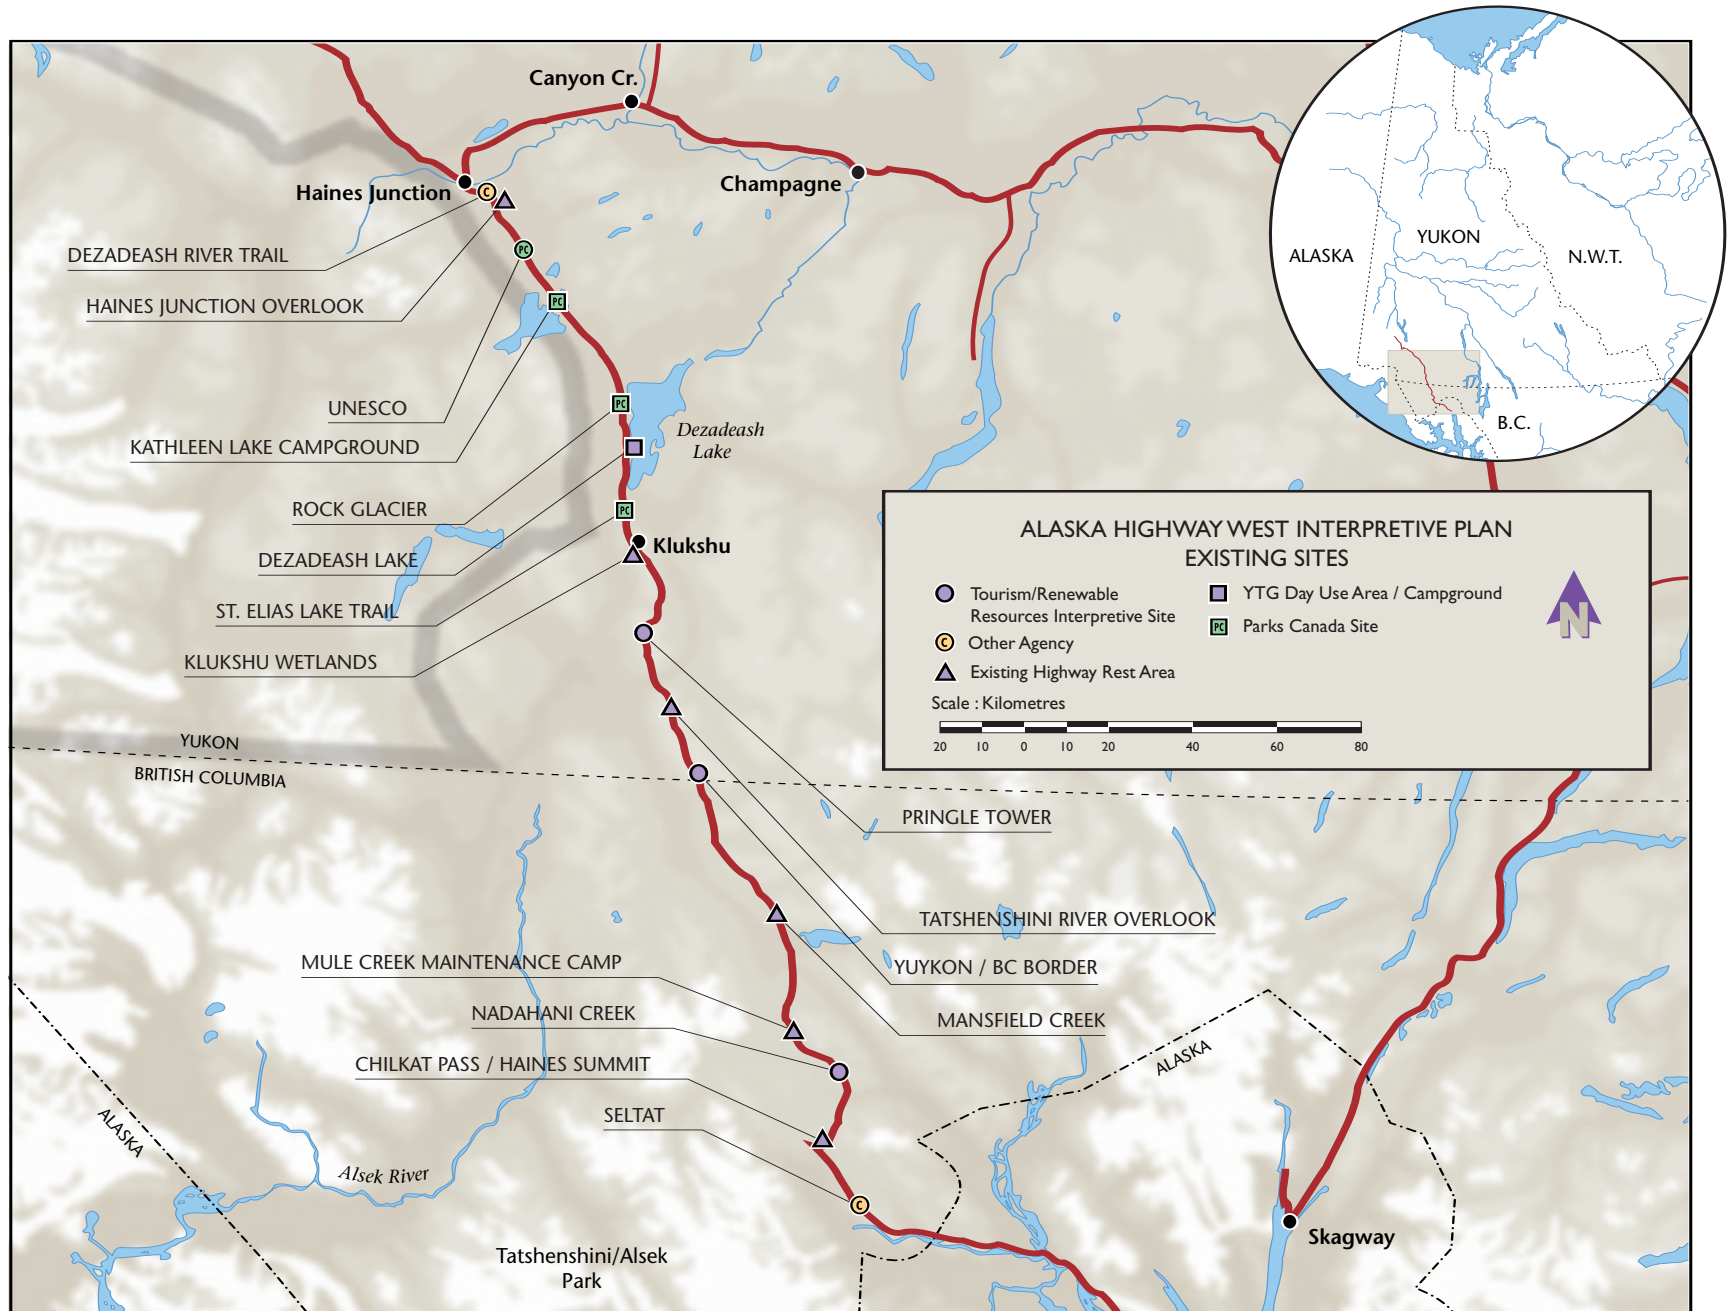 Canyon Cr.
Haines Junction
Champagne
DEZADEASH RIVER TRAIL
HAINES JUNCTION OVERLOOK
UNESCO
KATHLEEN LAKE CAMPGROUND
ROCK GLACIER
DEZADEASH LAKE
ST. ELIAS LAKE TRAIL
KLUKSHU WETLANDS
C
PC
PC
PC
PC
Dezadeash
Lake
Klukshu
YUKON
BRITISH COLUMBIA
ALASKA
YUKON
N.W.T.
B.C.
ALASKA HIGHWAY WEST INTERPRETIVE PLAN
EXISTING SITES
Tourism/Renewable
Resources Interpretive Site
C Other Agency
Existing Highway Rest Area
YTG Day Use Area / Campground
PC Parks Canada Site
N
Scale : Kilometres
20 10 0 10 20 40 60 80
PRINGLE TOWER
TATSHENSHINI RIVER OVERLOOK
YUYKON / BC BORDER
MANSFIELD CREEK
MULE CREEK MAINTENANCE CAMP
NADAHANI CREEK
CHILKAT PASS / HAINES SUMMIT
SELTAT
C
ALASKA
ALASKA
Alsek River
Tatshenshini/Alsek
Park
Skagway